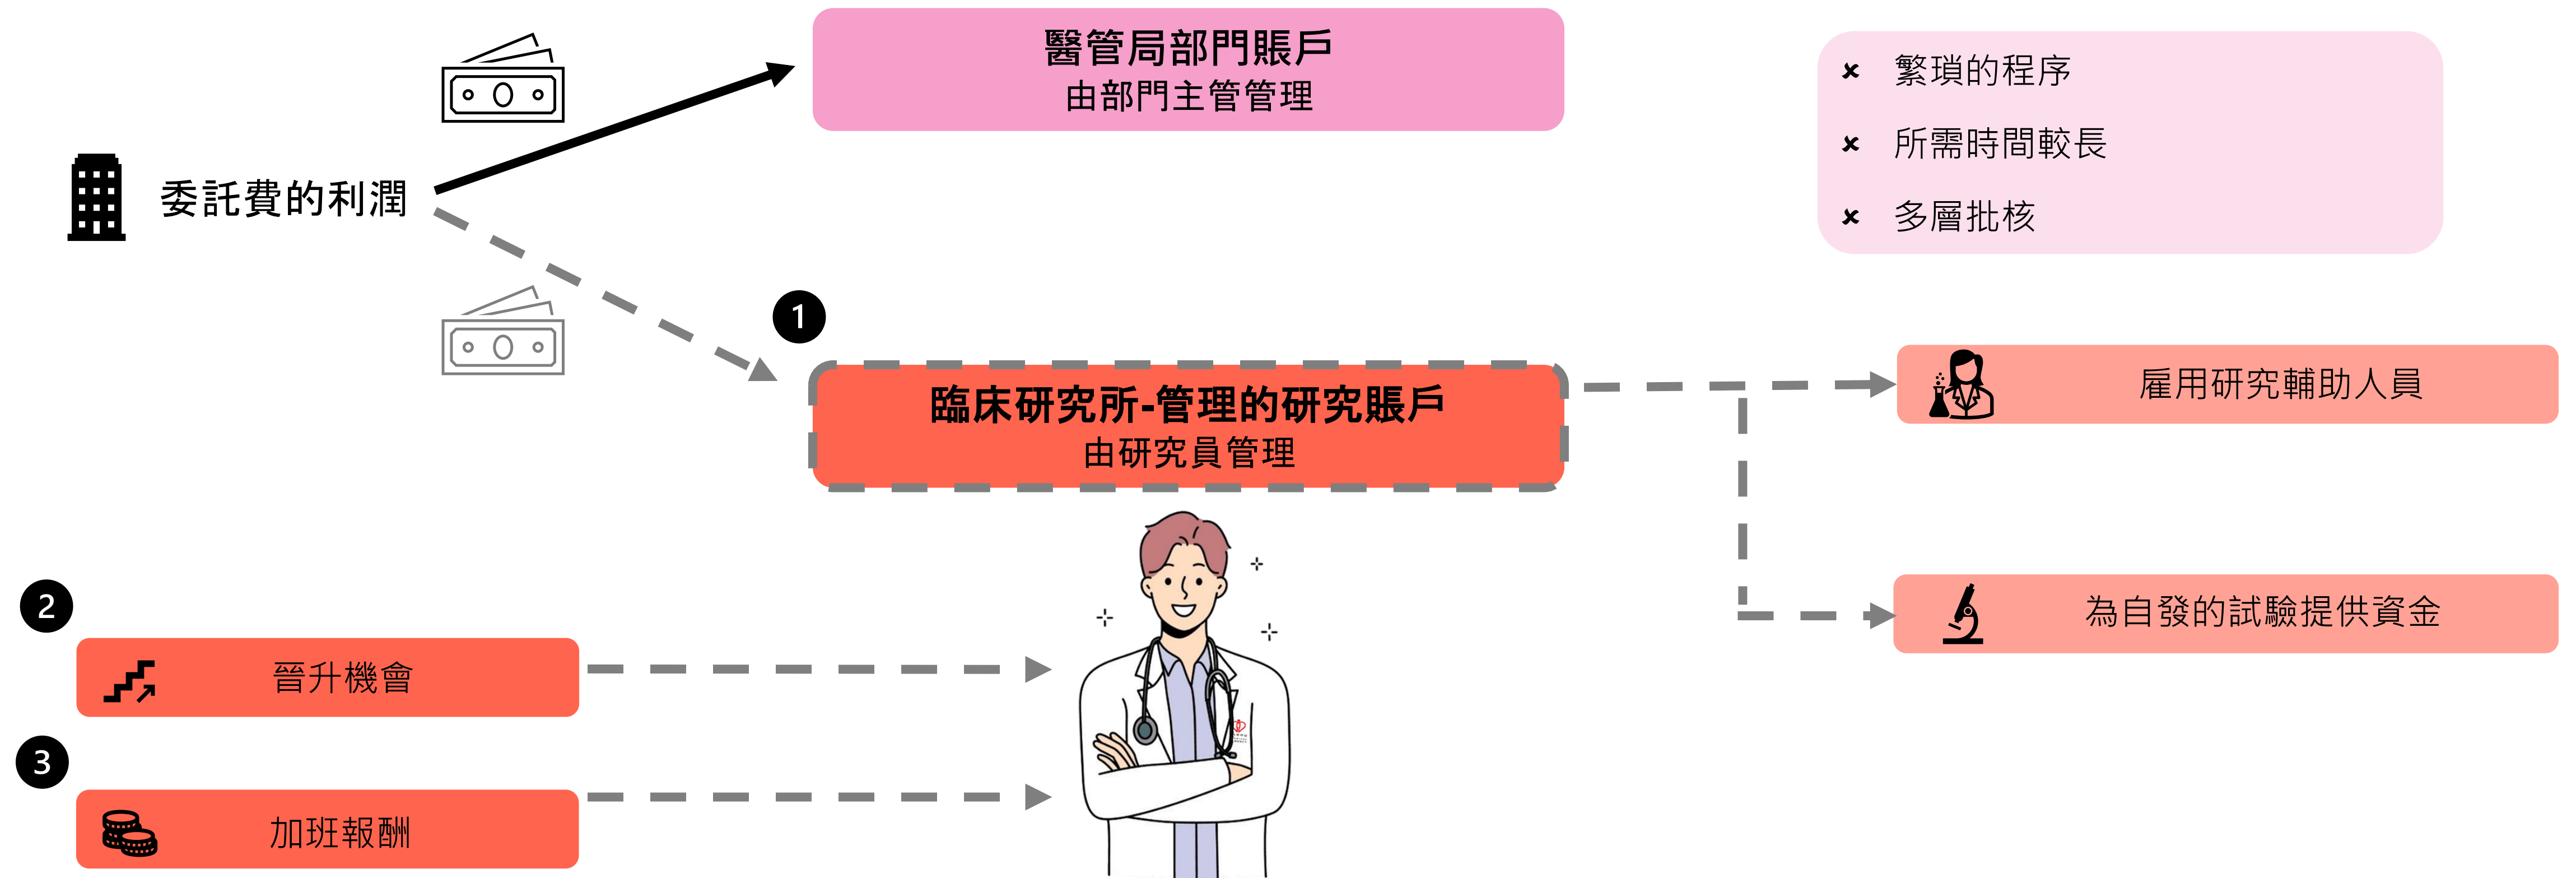 醫管局部門賬戶
由部門主管管理
✘ 繁瑣的程序
✘ 所需時間較長
✘ 多層批核
委託費的利潤
1
臨床研究所-管理的研究賬戶
由研究員管理
雇用研究輔助人員
為自發的試驗提供資金
2
晉升機會
3
加班報酬